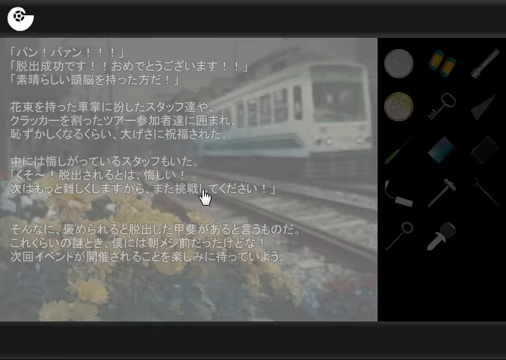 「パン！パァン！！！」
「脱出成功です！！おめでとうございます！！」
「素晴らしい頭脳を持った方だ！」
花束を持った車掌に扮したスタッフ達や、
クラッカーを割ったツアー参加者達に囲まれ、
恥ずかしくなるくらい、大げさに祝福された。
中には悔しがっているスタッフもいた。
「くそ～！脱出されるとは、悔しい！
次はもっと難しくしますから、また挑戦してください！」
そんなに、褒められると脱出した甲斐があると言うものだ。
これくらいの謎とき、僕には朝メシ前だったけどな！
次回イベントが開催されることを楽しみに待っていよう。